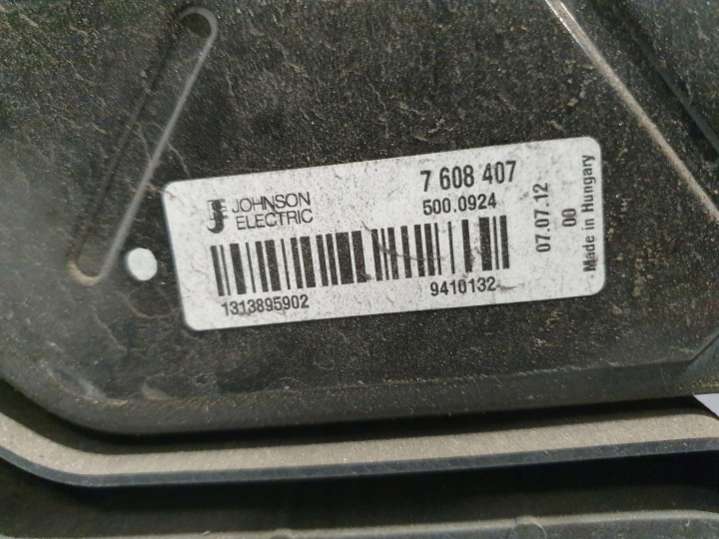 JOHNSON
ELECTRIC
7 608 407
500.0924
1313895902
9410132
07.07.12
00
Made in Hungary